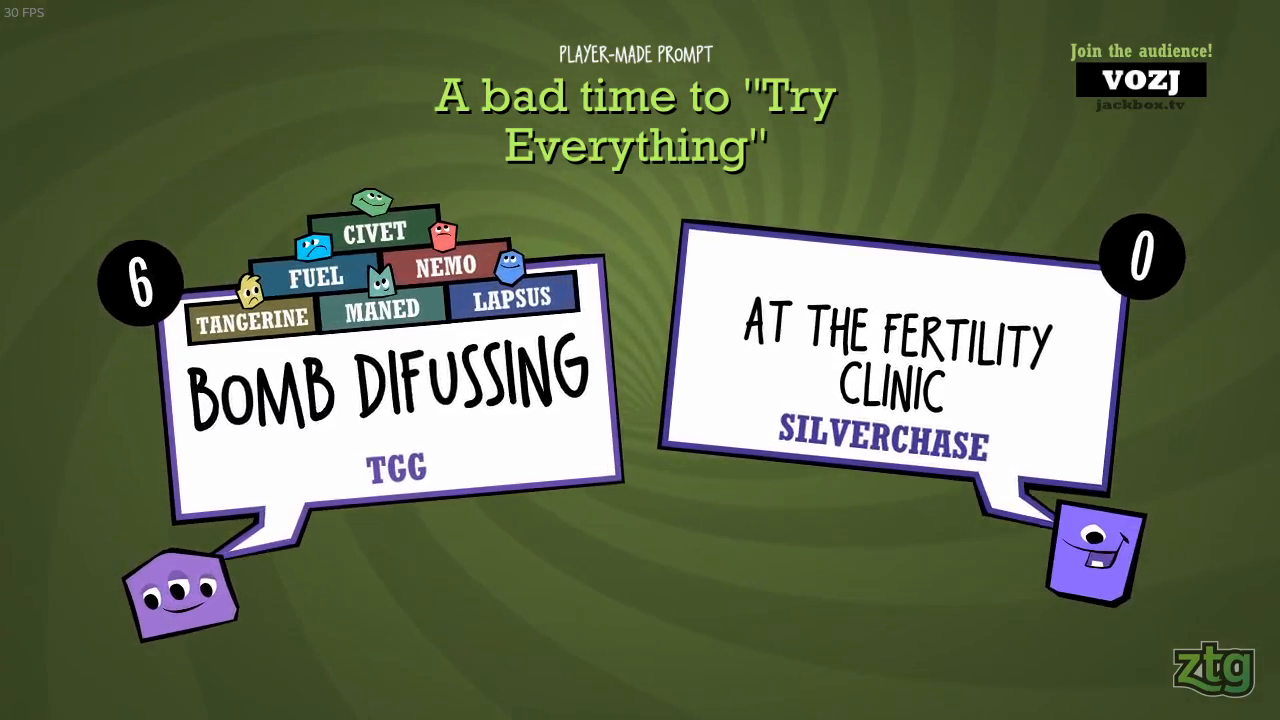 30 FPS
PLAYER-MADE PROMPT
A bad time to "Try
Everything"
Join the audience!
VOZJ
jackbox.tv
6
CIVET
FUEL
NEMO
TANGERINE
MANED
LAPSUS
BOMB DIFUSSING
TGG
0
AT THE FERTILITY
CLINIC
SILVERCHASE
ztg